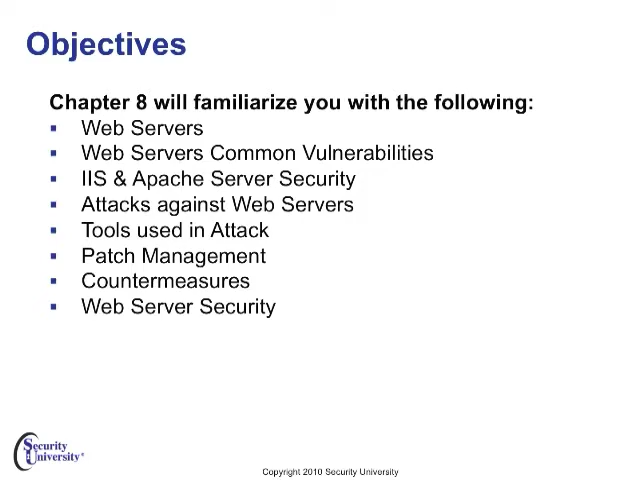 Objectives
Chapter 8 will familiarize you with the following:
▪ Web Servers
▪ Web Servers Common Vulnerabilities
▪ IIS & Apache Server Security
▪ Attacks against Web Servers
▪ Tools used in Attack
▪ Patch Management
▪ Countermeasures
▪ Web Server Security
Security
University®
Copyright 2010 Security University